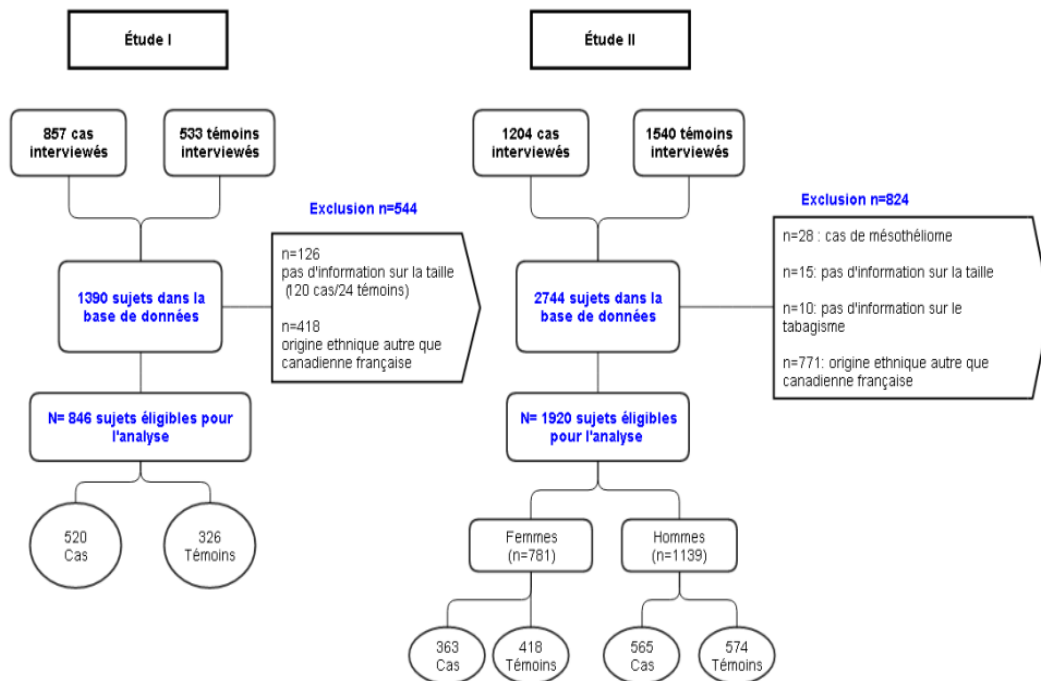 Étude I
857 cas
interviewés
533 témoins
interviewés
Exclusion n=544
n=126
pas d'information sur la taille
(120 cas/24 témoins)
n=418
origine ethnique autre que
canadienne française
1390 sujets dans la
base de données
N= 846 sujets éligibles pour
l'analyse
520
Cas
326
Témoins
Étude II
1204 cas
interviewés
1540 témoins
interviewés
Exclusion n=824
n=28 : cas de mésothéliome
n=15: pas d'information sur la taille
n=10: pas d'information sur le
tabagisme
n=771: origine ethnique autre que
canadienne française
2744 sujets dans la
base de données
N= 1920 sujets éligibles
pour l'analyse
Femmes
(n=781)
Hommes
(n=1139)
363
Cas
418
Témoins
565
Cas
574
Témoins